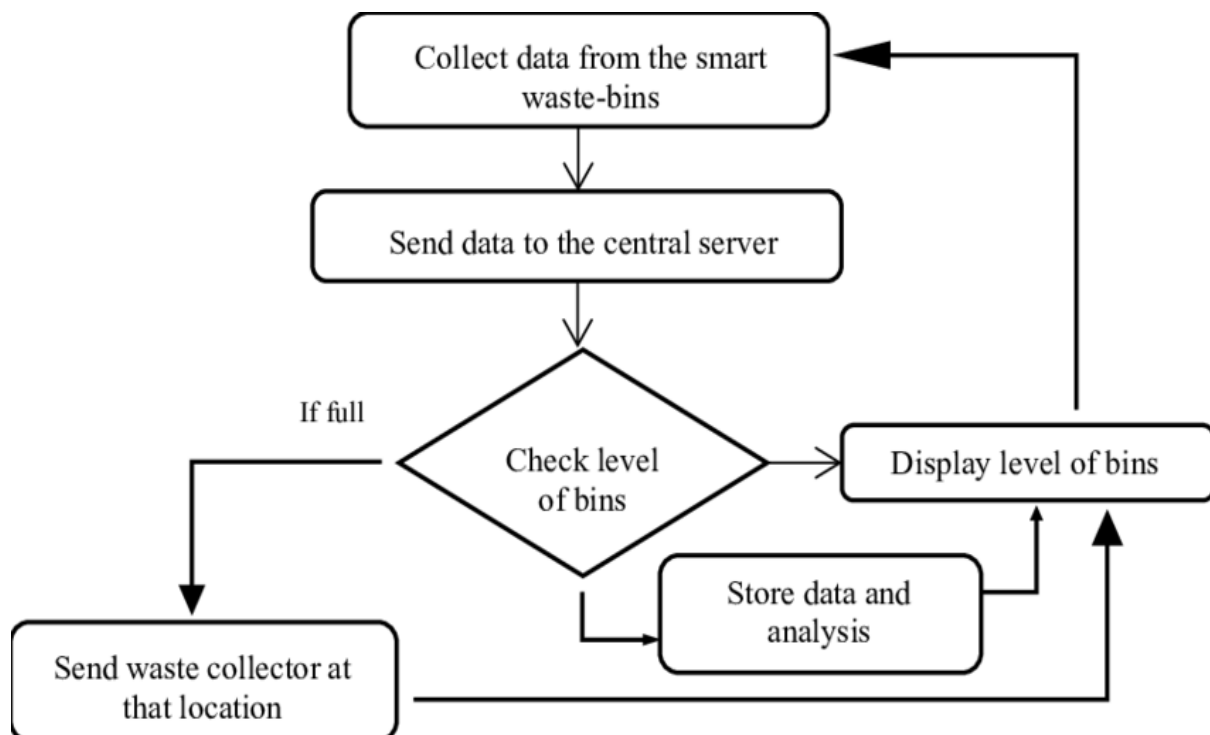 Collect data from the smart
waste-bins
Send data to the central server
If full
Check level
of bins
Display level of bins
Store data and
analysis
Send waste collector at
that location